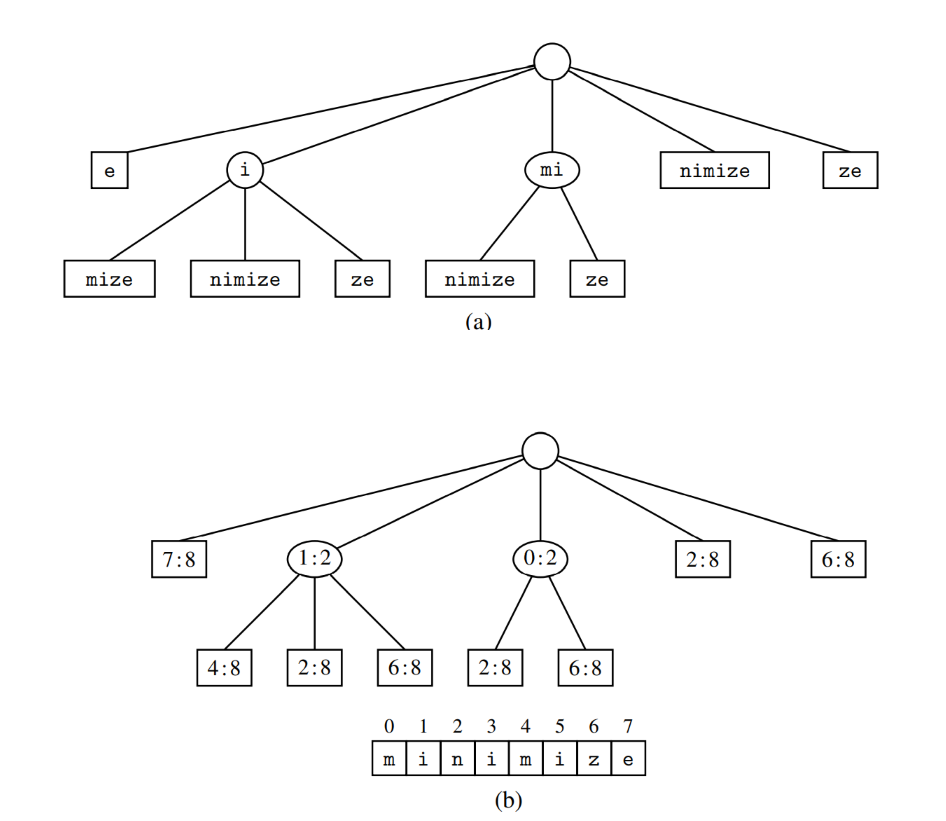 e i mi nimize ze
mize nimize ze nimize ze
(a)
7:8 1:2 0:2 2:8 6:8
4:8 2:8 6:8 2:8 6:8
0 1 2 3 4 5 6 7
m i n i m i z e
(b)